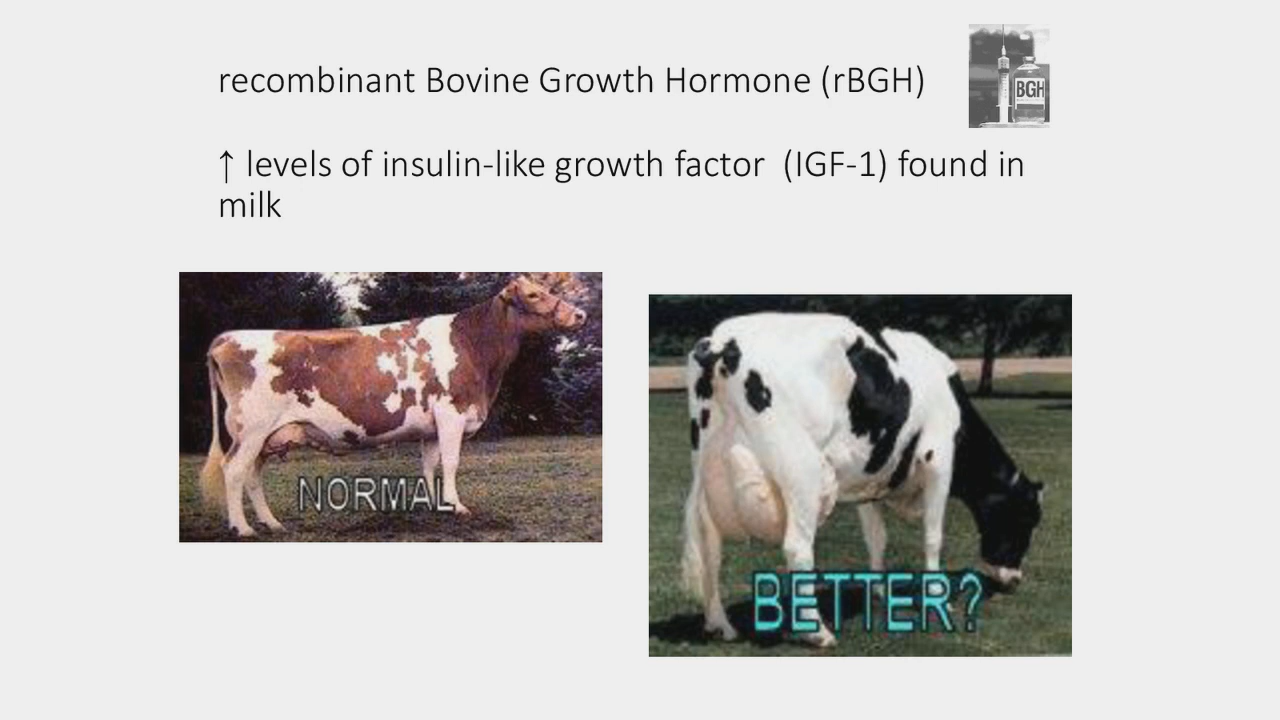 recombinant Bovine Growth Hormone (rBGH)
BGH
↑ levels of insulin-like growth factor  (IGF-1) found in
milk
NORMAL
BETTER?